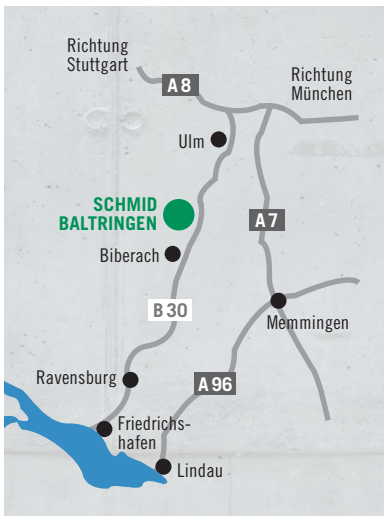 Richtung
Stuttgart
A 8
Richtung
München
Ulm
SCHMID
BALTRINGEN
A 7
Biberach
B 30
Memmingen
Ravensburg
A 96
Friedrichs-
hafen
Lindau